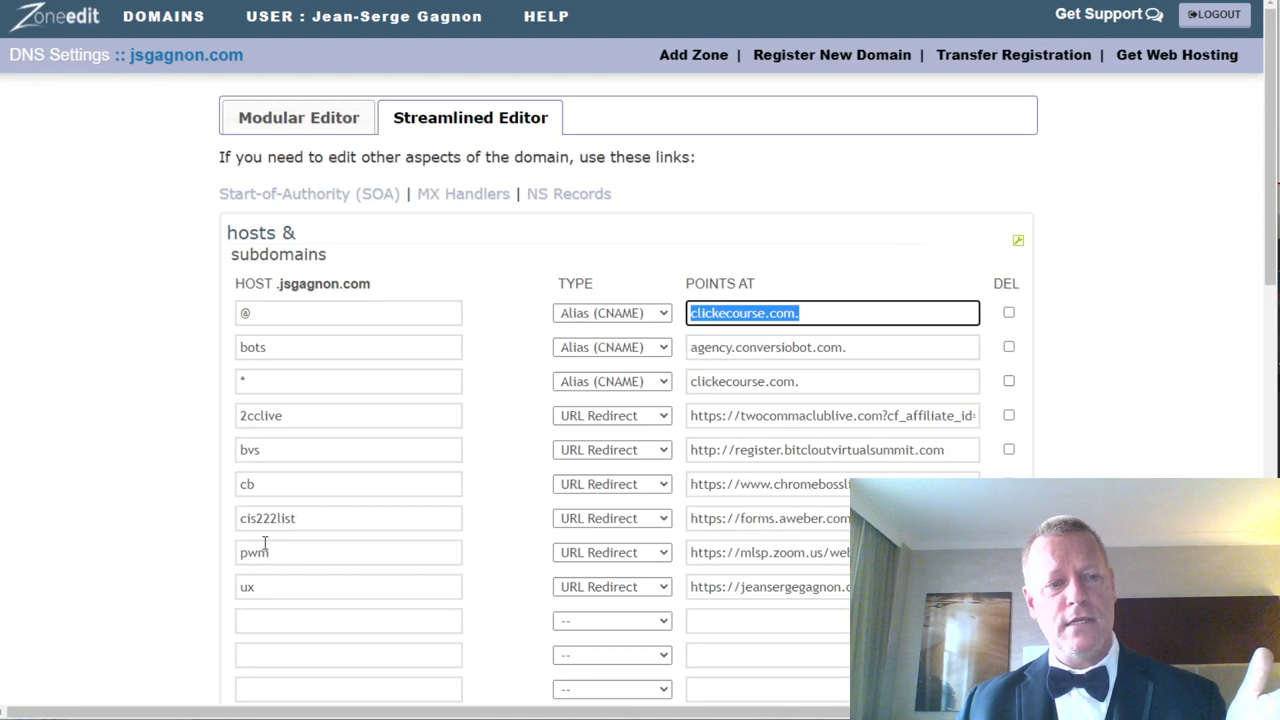 Zoneedit DOMAINS USER : Jean-Serge Gagnon HELP Get Support LOGOUT
DNS Settings :: jsgagnon.com Add Zone | Register New Domain | Transfer Registration | Get Web Hosting
Modular Editor Streamlined Editor
If you need to edit other aspects of the domain, use these links:
Start-of-Authority (SOA) | MX Handlers | NS Records
hosts &
subdomains
HOST .jsgagnon.com TYPE POINTS AT DEL
@ Alias (CNAME) clickecourse.com.
bots Alias (CNAME) agency.conversiobot.com.
* Alias (CNAME) clickecourse.com.
2cclive URL Redirect https://twocommaclublive.com?cf_affiliate_id=
bvs URL Redirect http://register.bitcloutvirtualsummit.com
cb URL Redirect https://www.chromebossli
cis222list URL Redirect https://forms.aweber.com
pwm URL Redirect https://mlsp.zoom.us/web
ux URL Redirect https://jeansergegagnon.c
--
--
--